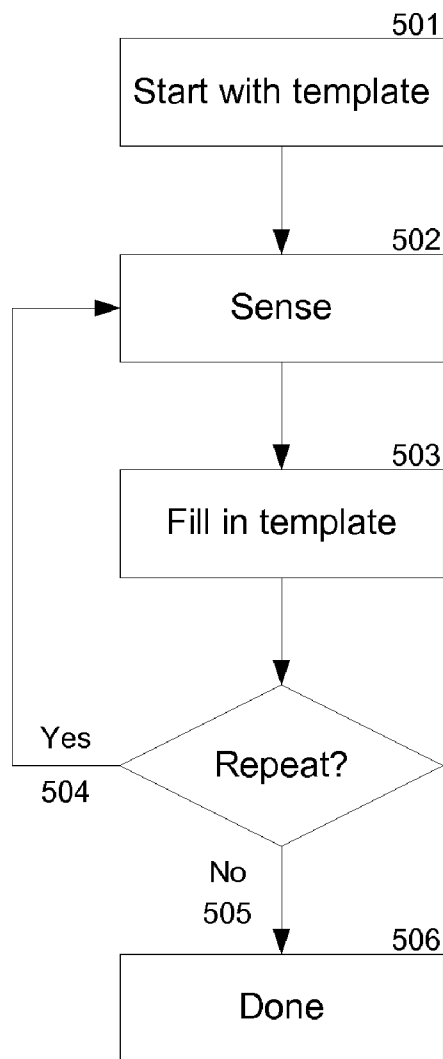 501
Start with template
502
Sense
503
Fill in template
Yes
504
Repeat?
No
505
506
Done